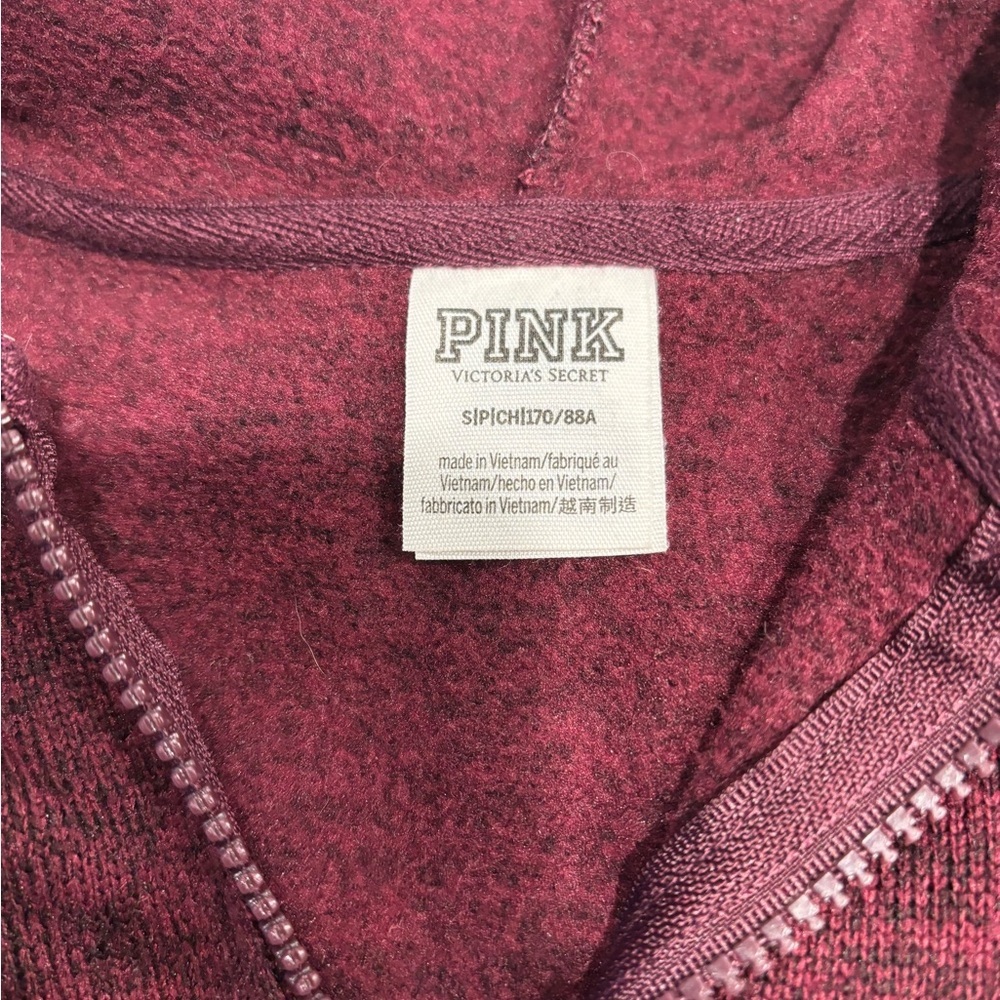 PINK
VICTORIA'S SECRET
S|P|CH|170/88A
made in Vietnam/fabriqué au
Vietnam/hecho en Vietnam/
fabbricato in Vietnam/越南制造